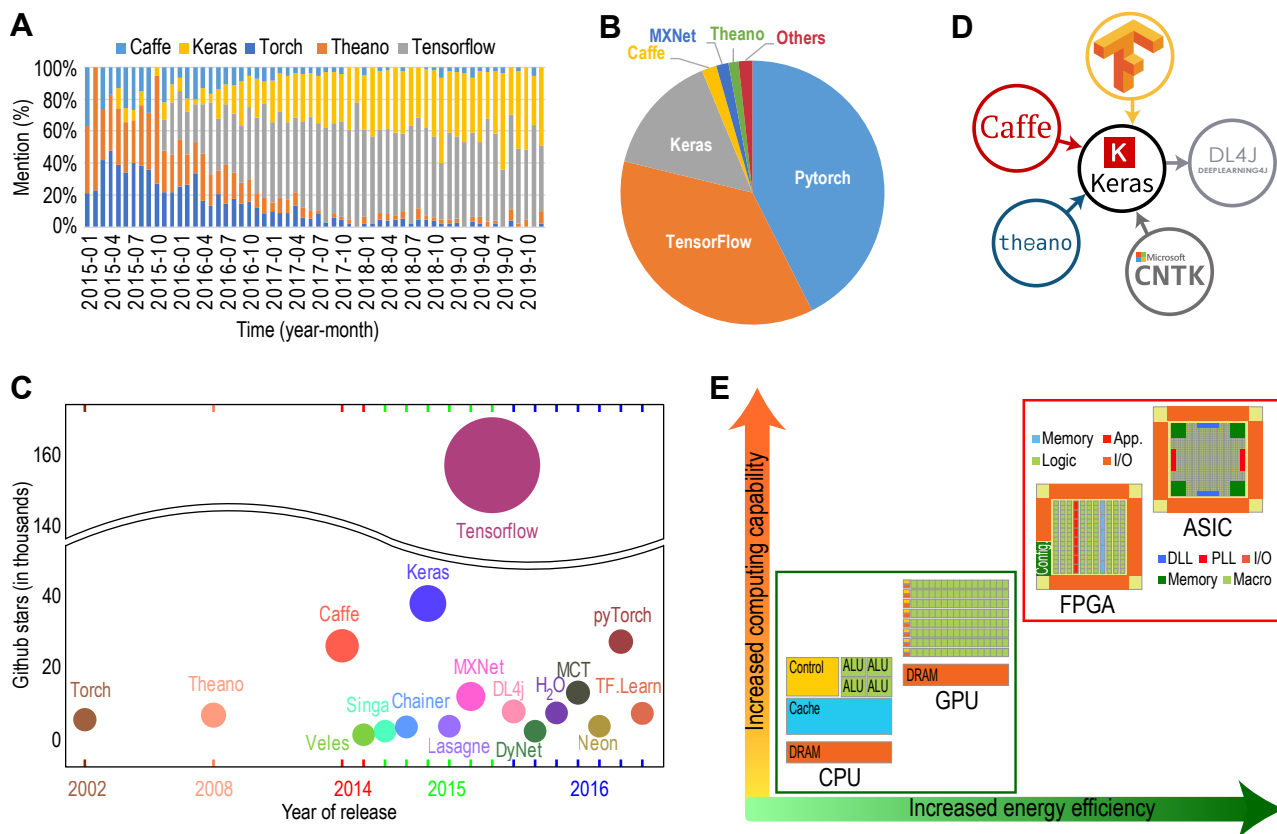 A
Caffe Keras Torch Theano Tensorflow
100%
80%
60%
40%
20%
0%
Mention (%)
2015-01
2015-04
2015-07
2015-10
2016-01
2016-04
2016-07
2016-10
2017-01
2017-04
2017-07
2017-10
2018-01
2018-04
2018-07
2018-10
2019-01
2019-04
2019-07
2019-10
Time (year-month)
B
MXNet Theano
Caffe Others
Keras
Pytorch
TensorFlow
D
Caffe
K
Keras
DL4J
DEEPLEARNING4J
theano
Microsoft
CNTK
C
Github stars (in thousands)
160
140
40
20
0
Tensorflow
Keras
Caffe
pyTorch
MXNet
MCT
Torch
Theano
Singa
Chainer
DL4j
H2O
TF.Learn
Veles
Lasagne
DyNet
Neon
2002
2008
2014
2015
2016
Year of release
E
Increased computing capability
Memory App.
Logic I/O
Config.
FPGA
ASIC
DLL PLL I/O
Memory Macro
Control
ALU ALU
ALU ALU
Cache
DRAM
CPU
DRAM
GPU
Increased energy efficiency